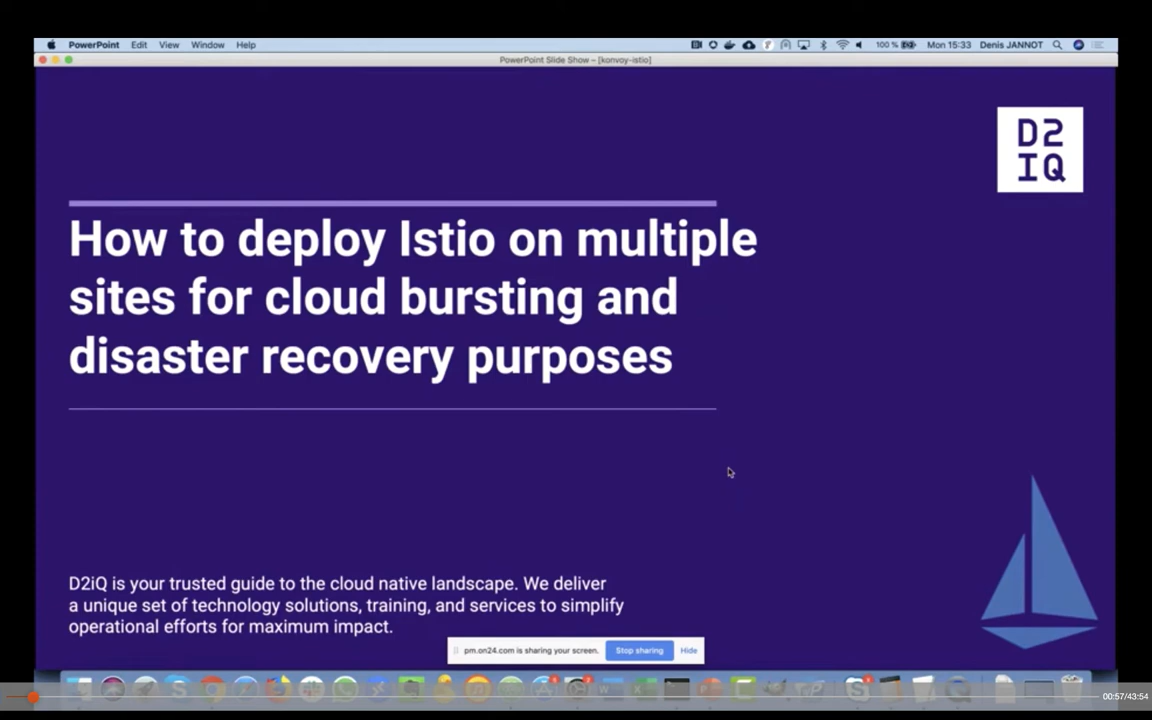 PowerPoint Edit View Window Help 100 % Mon 15:33 Denis JANNOT
PowerPoint Slide Show – [konvoy-istio]
D2
IQ
How to deploy Istio on multiple
sites for cloud bursting and
disaster recovery purposes
D2iQ is your trusted guide to the cloud native landscape. We deliver
a unique set of technology solutions, training, and services to simplify
operational efforts for maximum impact.
pm.on24.com is sharing your screen. Stop sharing Hide
00:57/43:54